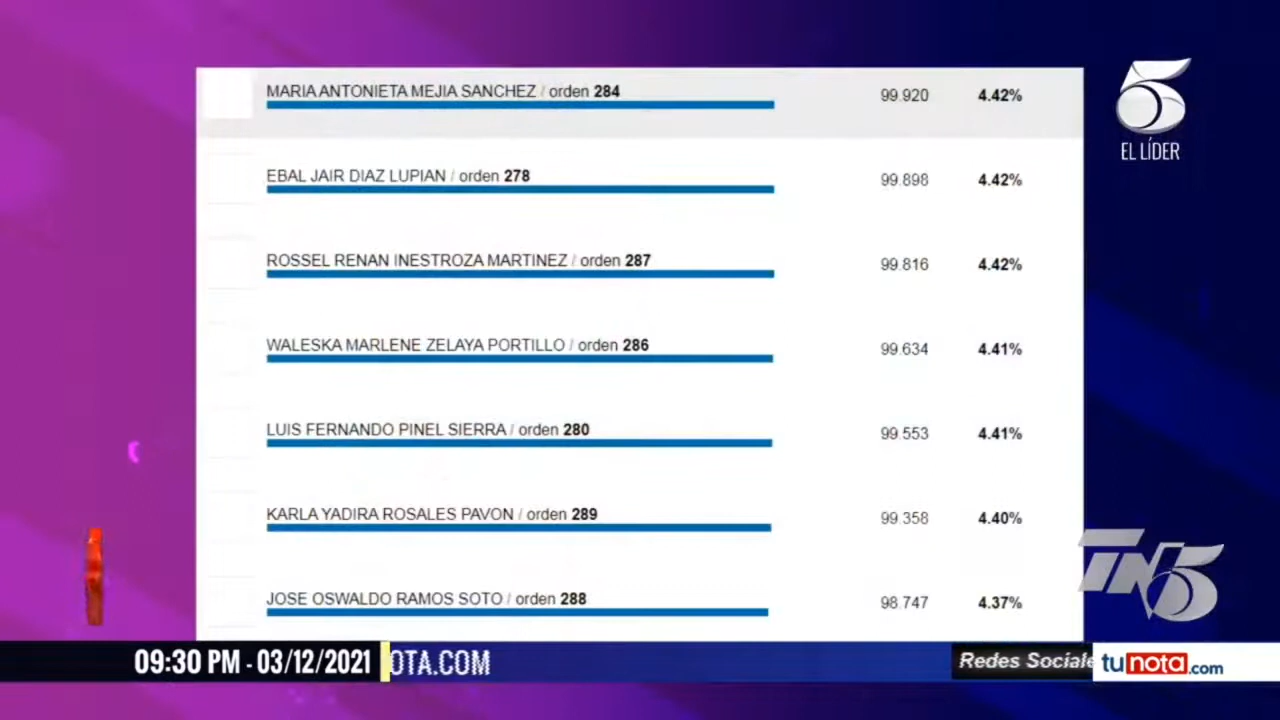 MARIA ANTONIETA MEJIA SANCHEZ / orden 284 99.920 4.42%
5
EL LÍDER
EBAL JAIR DIAZ LUPIAN / orden 278 99.898 4.42%
ROSSEL RENAN INESTROZA MARTINEZ / orden 287 99.816 4.42%
WALESKA MARLENE ZELAYA PORTILLO / orden 286 99.634 4.41%
LUIS FERNANDO PINEL SIERRA / orden 280 99.553 4.41%
KARLA YADIRA ROSALES PAVON / orden 289 99.358 4.40%
TN5
JOSE OSWALDO RAMOS SOTO / orden 288 98.747 4.37%
09:30 PM - 03/12/2021 OTA.COM Redes Sociale tunota.com